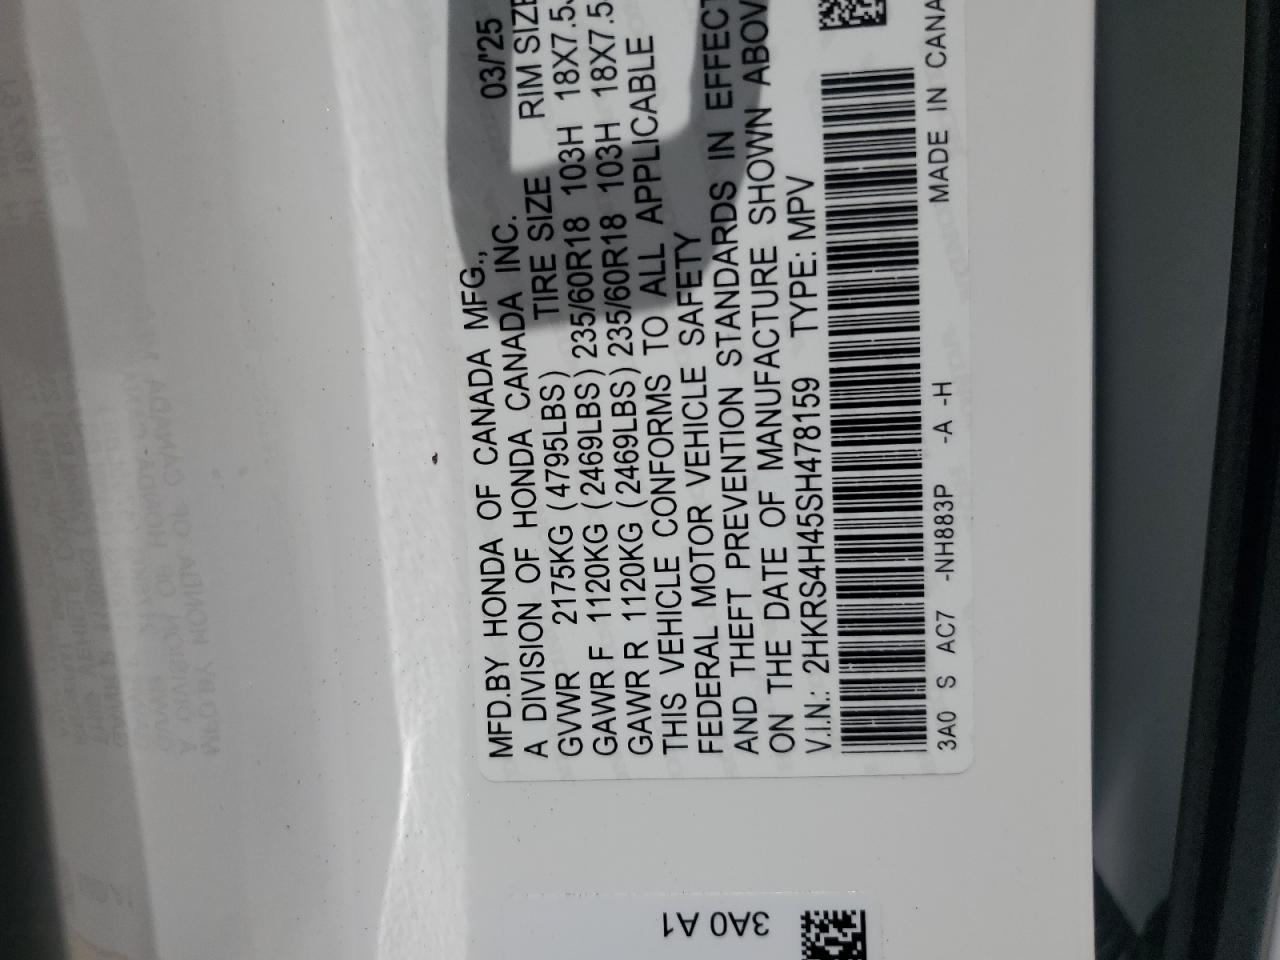 MFD.BY HONDA OF CANADA MFG., 03/'25
A DIVISION OF HONDA CANADA INC.
TIRE SIZE RIM SIZE
GVWR 2175KG (4795LBS)
GAWR F 1120KG (2469LBS) 235/60R18 103H 18X7.5
GAWR R 1120KG (2469LBS) 235/60R18 103H 18X7.5
THIS VEHICLE CONFORMS TO ALL APPLICABLE
FEDERAL MOTOR VEHICLE SAFETY
AND THEFT PREVENTION STANDARDS IN EFFECT
ON THE DATE OF MANUFACTURE SHOWN ABOV
V.I.N.: 2HKRS4H45SH478159 TYPE: MPV
3A0 S AC7 -NH883P -A -H MADE IN CANA
3A0 A1